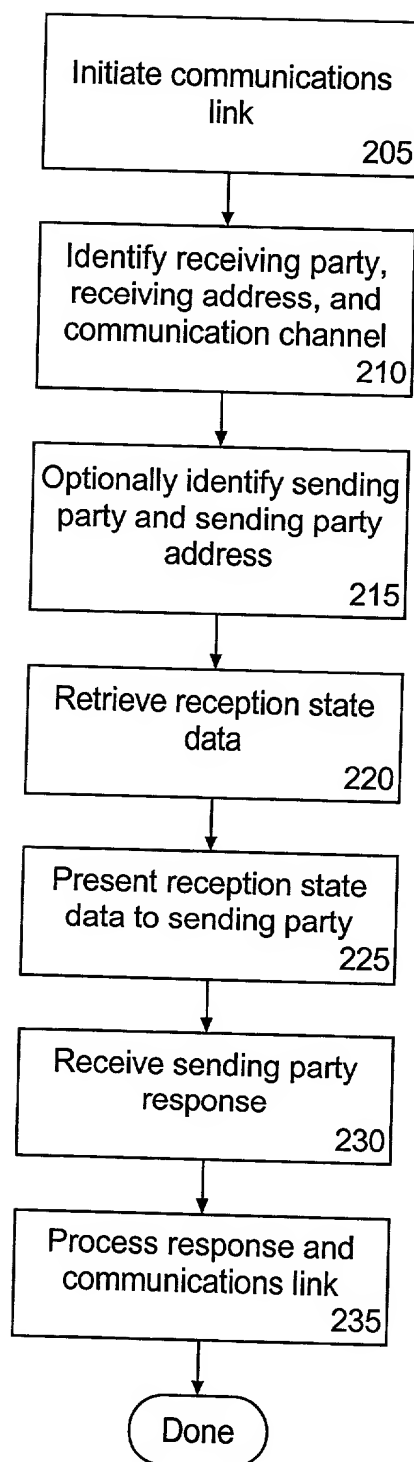 Initiate communications
link
205
Identify receiving party,
receiving address, and
communication channel
210
Optionally identify sending
party and sending party
address
215
Retrieve reception state
data
220
Present reception state
data to sending party
225
Receive sending party
response
230
Process response and
communications link
235
Done